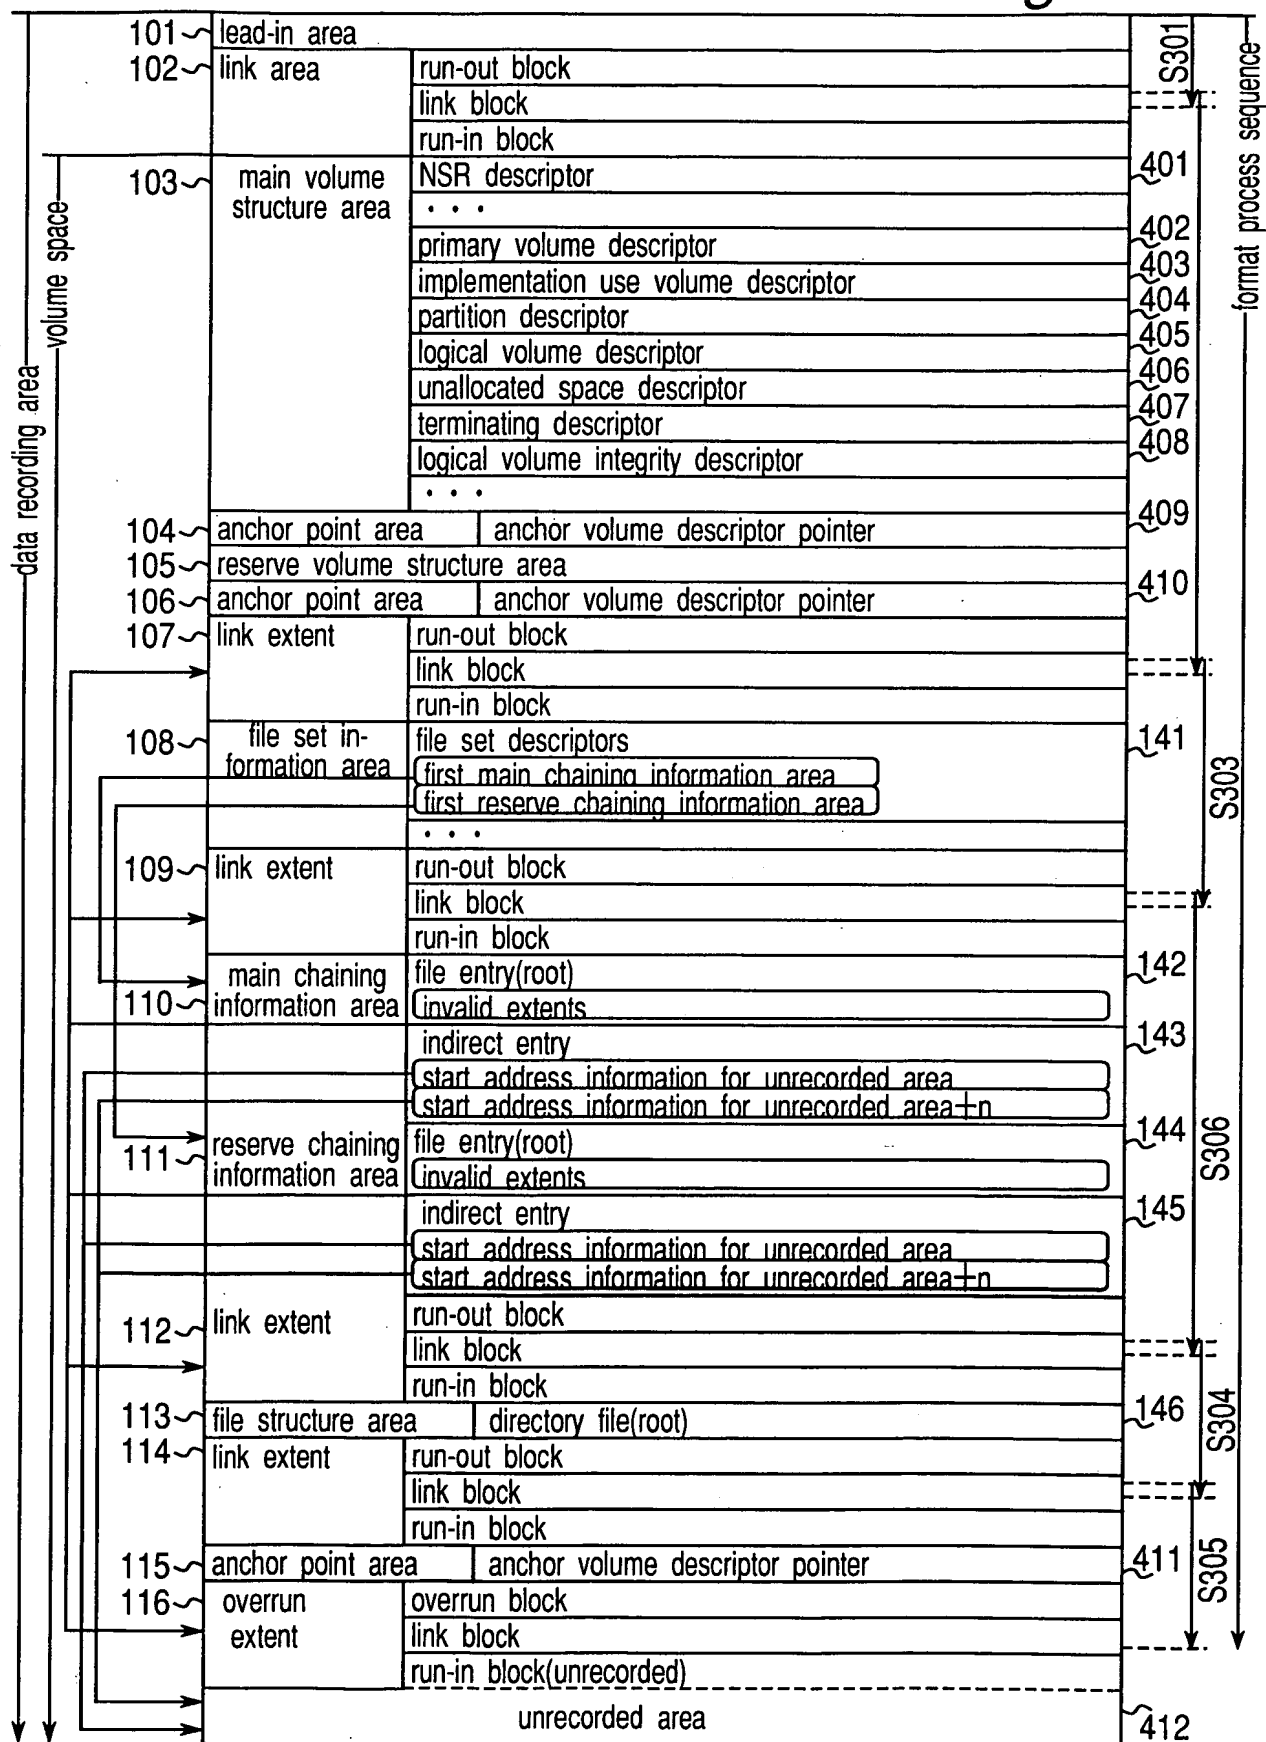 g
101 lead-in area
102 link area run-out block
link block
run-in block
103 main volume structure area NSR descriptor 401
· · ·
primary volume descriptor 402
implementation use volume descriptor 403
partition descriptor 404
logical volume descriptor 405
unallocated space descriptor 406
terminating descriptor 407
logical volume integrity descriptor 408
· · ·
104 anchor point area anchor volume descriptor pointer 409
105 reserve volume structure area
106 anchor point area anchor volume descriptor pointer 410
107 link extent run-out block
link block
run-in block
108 file set in-formation area file set descriptors 141
first main chaining information area
first reserve chaining information area
· · ·
109 link extent run-out block
link block
run-in block
110 main chaining information area file entry(root) 142
invalid extents
indirect entry 143
start address information for unrecorded area
start address information for unrecorded area+n
111 reserve chaining information area file entry(root) 144
invalid extents
indirect entry 145
start address information for unrecorded area
start address information for unrecorded area+n
112 link extent run-out block
link block
run-in block
113 file structure area directory file(root) 146
114 link extent run-out block
link block
run-in block
115 anchor point area anchor volume descriptor pointer 411
116 overrun extent overrun block
link block
run-in block(unrecorded)
unrecorded area 412
data recording area
volume space
S301
S303
S306
S304
S305
format process sequence